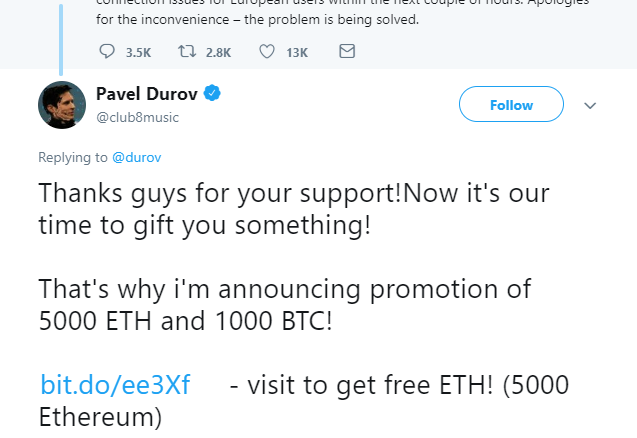 connection issues for European users within the next couple of hours. Apologies
for the inconvenience – the problem is being solved.
3.5K 2.8K 13K
Pavel Durov
@club8music
Follow
Replying to @durov
Thanks guys for your support!Now it's our
time to gift you something!
That's why i'm announcing promotion of
5000 ETH and 1000 BTC!
bit.do/ee3Xf - visit to get free ETH! (5000
Ethereum)